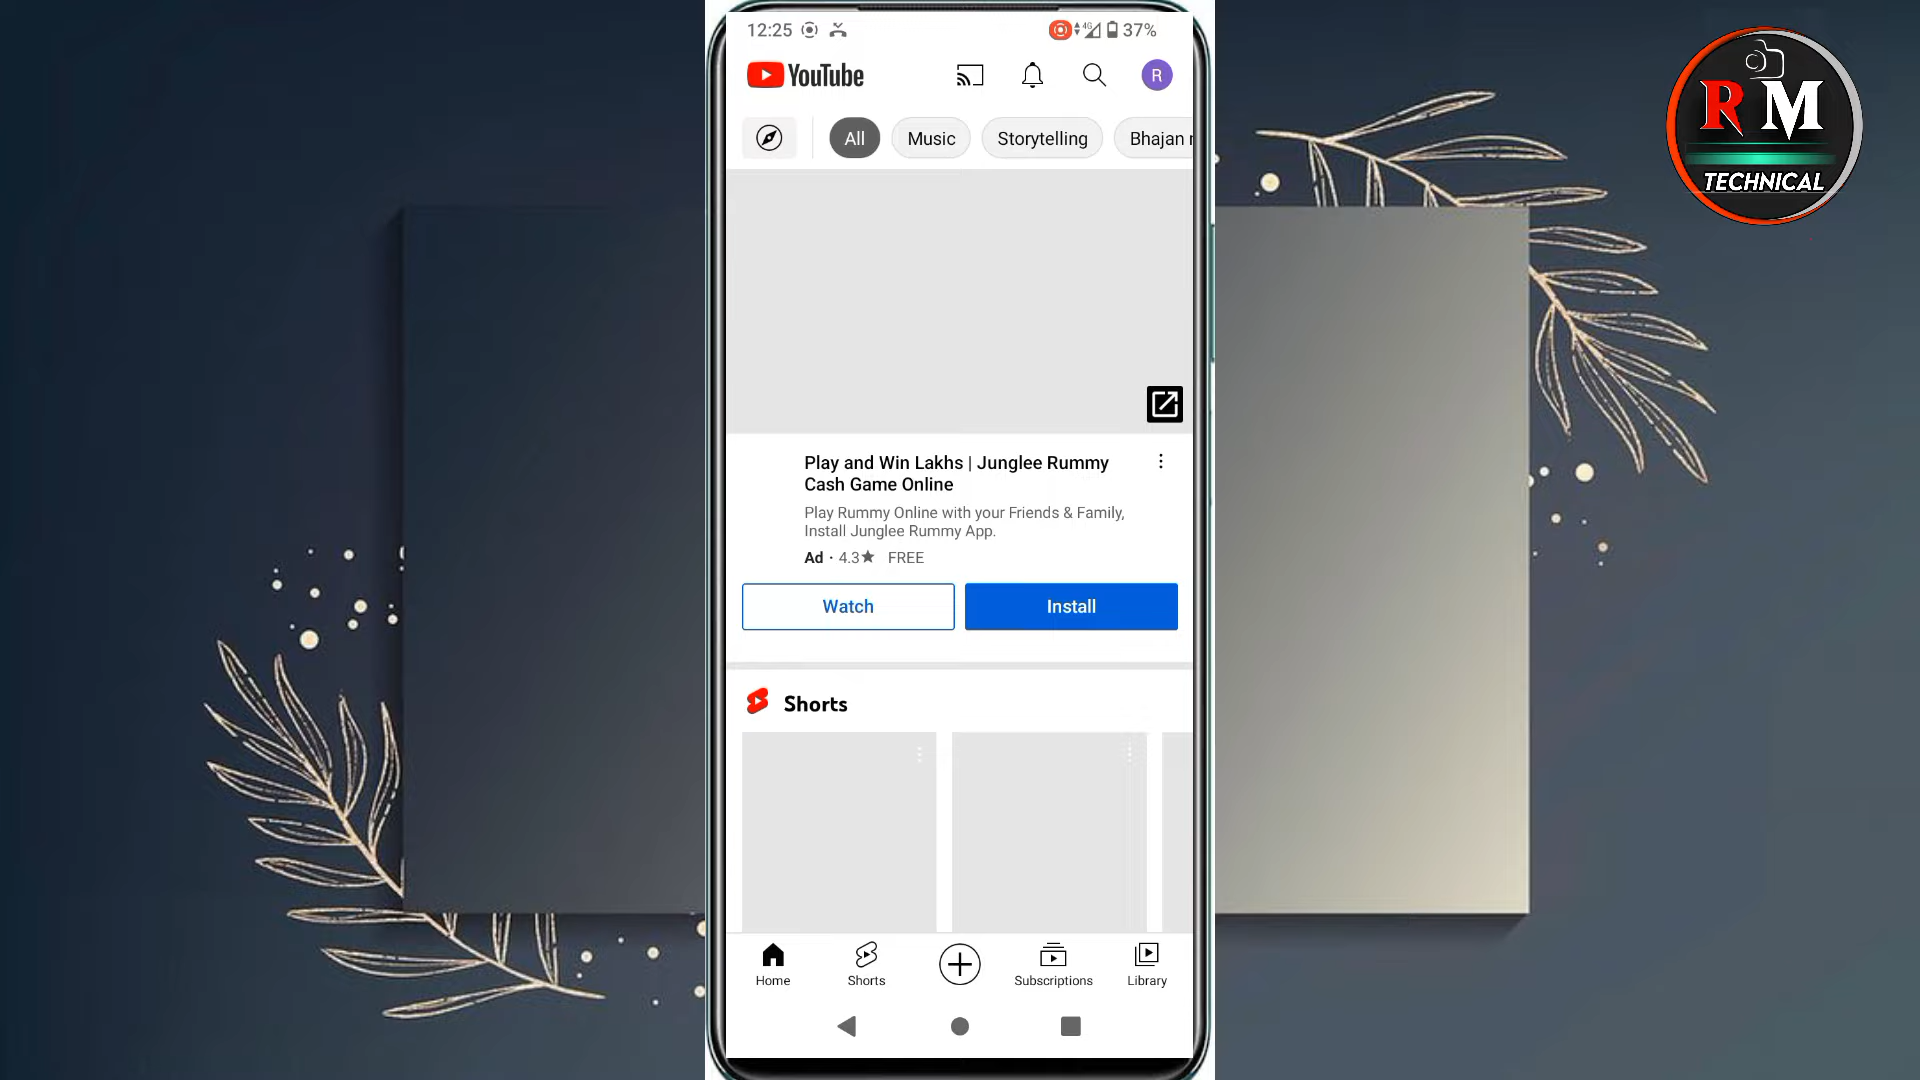 12:25
4G
37%
YouTube
R
All
Music
Storytelling
Bhajan
Play and Win Lakhs | Junglee Rummy
Cash Game Online
Play Rummy Online with your Friends & Family,
Install Junglee Rummy App.
Ad · 4.3★ FREE
Watch
Install
Shorts
Home
Shorts
Subscriptions
Library
RM
TECHNICAL